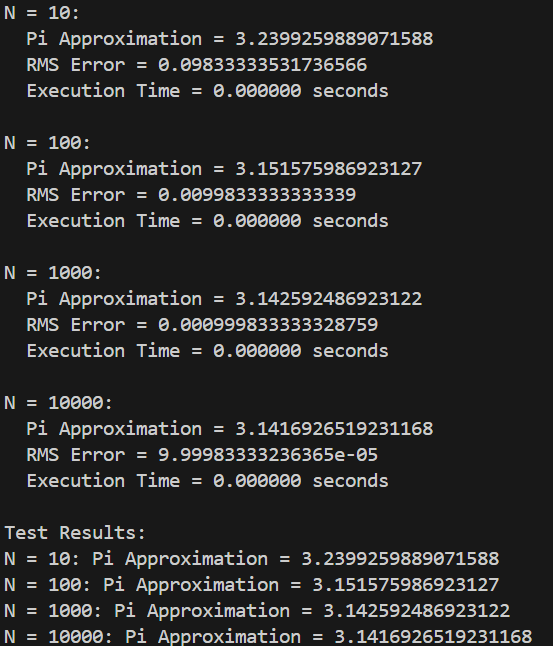 N = 10:
Pi Approximation = 3.2399259889071588
RMS Error = 0.09833333531736566
Execution Time = 0.000000 seconds
N = 100:
Pi Approximation = 3.151575986923127
RMS Error = 0.0099833333333339
Execution Time = 0.000000 seconds
N = 1000:
Pi Approximation = 3.142592486923122
RMS Error = 0.000999833333328759
Execution Time = 0.000000 seconds
N = 10000:
Pi Approximation = 3.1416926519231168
RMS Error = 9.99983333236365e-05
Execution Time = 0.000000 seconds
Test Results:
N = 10: Pi Approximation = 3.2399259889071588
N = 100: Pi Approximation = 3.151575986923127
N = 1000: Pi Approximation = 3.142592486923122
N = 10000: Pi Approximation = 3.1416926519231168